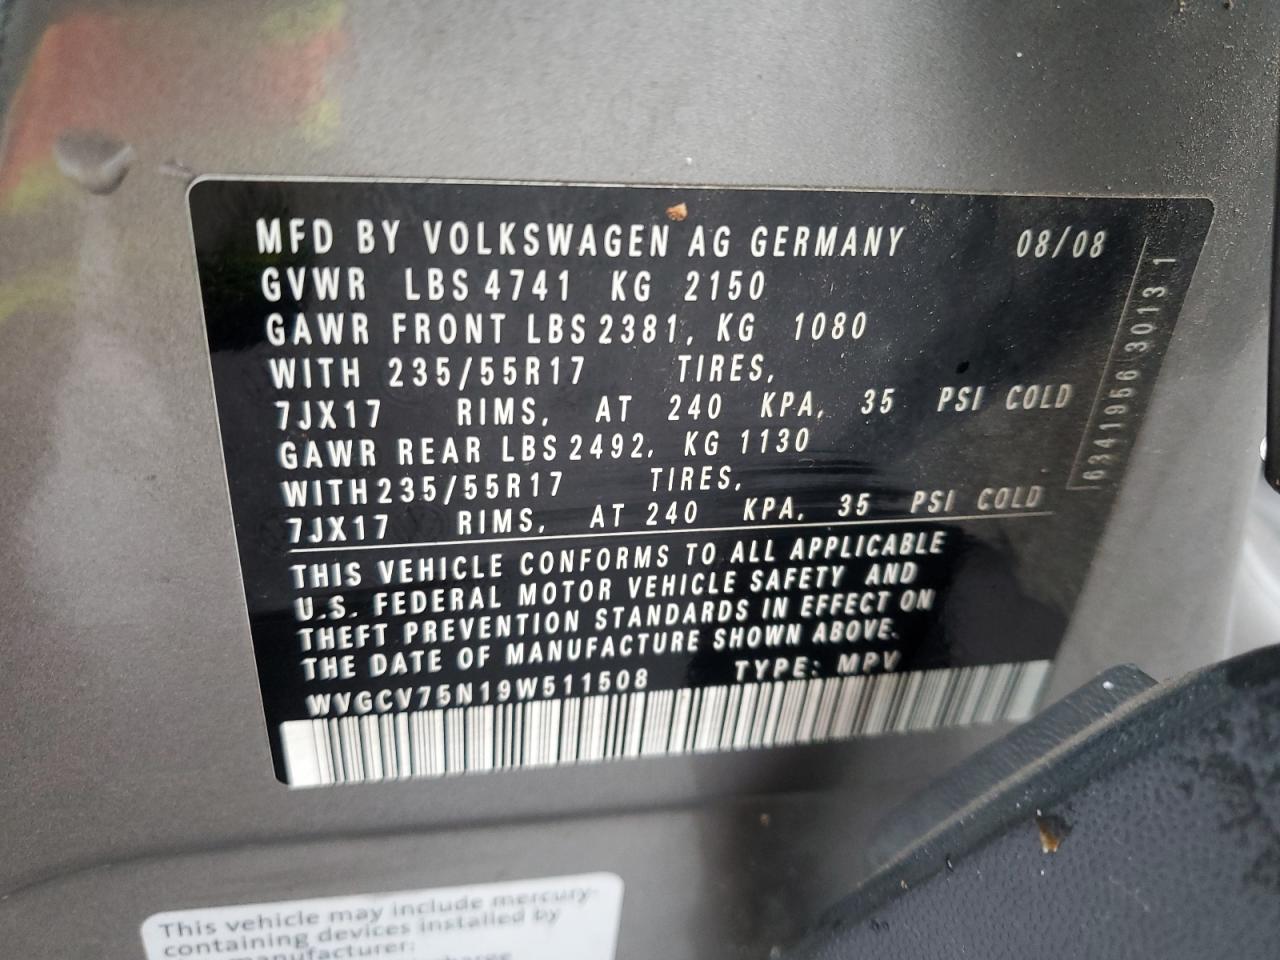 MFD BY VOLKSWAGEN AG GERMANY 08/08
GVWR LBS 4741 KG 2150
GAWR FRONT LBS 2381, KG 1080
WITH 235/55R17 TIRES,
7JX17 RIMS, AT 240 KPA, 35 PSI COLD
GAWR REAR LBS 2492, KG 1130
WITH 235/55R17 TIRES,
7JX17 RIMS, AT 240 KPA, 35 PSI COLD
THIS VEHICLE CONFORMS TO ALL APPLICABLE
U.S. FEDERAL MOTOR VEHICLE SAFETY AND
THEFT PREVENTION STANDARDS IN EFFECT ON
THE DATE OF MANUFACTURE SHOWN ABOVE.
WVGCV75N19W511508 TYPE: MPV
6341956 3013 1
This vehicle may include mercury-
containing devices installed by
manufacturer: